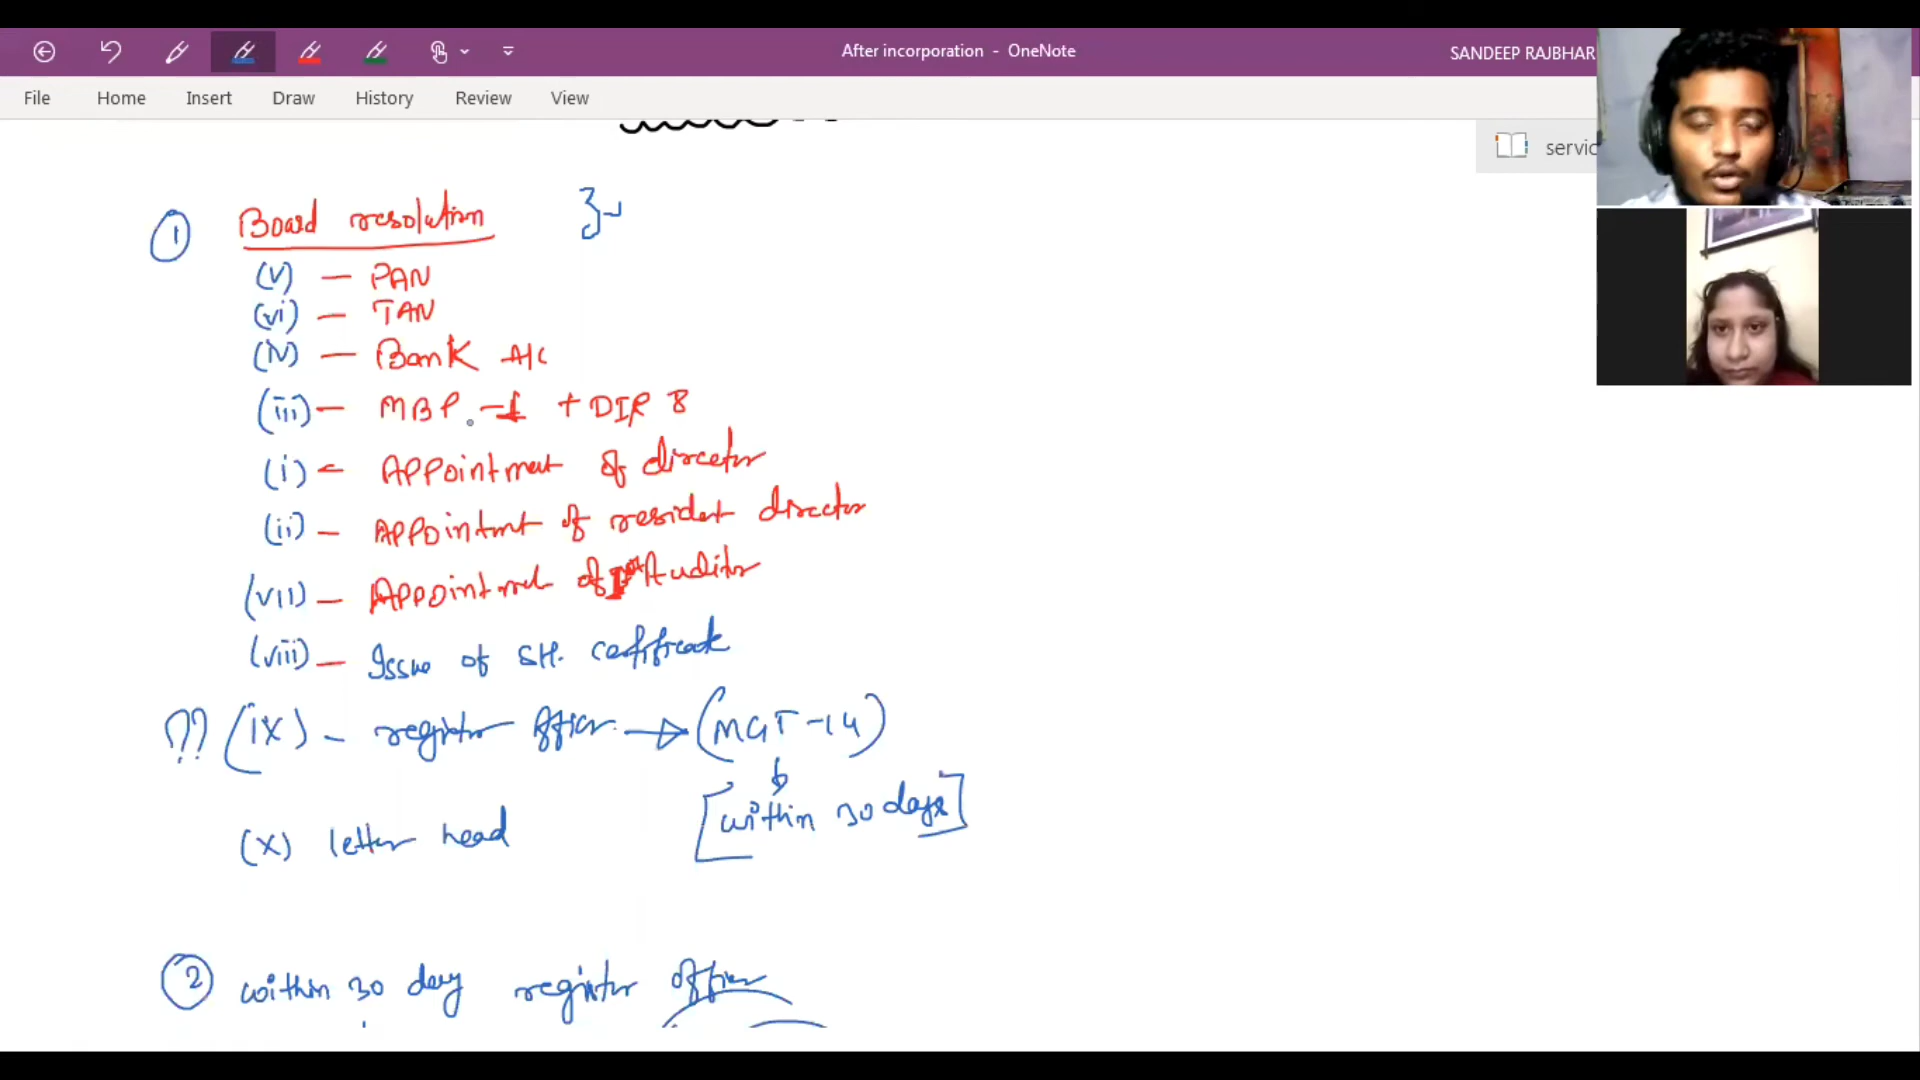 After incorporation - OneNote
SANDEEP RAJBHAR
File Home Insert Draw History Review View
servic
① Board resolution }
(V) — PAN
(vi) — TAN
(IV) — Bank A/C
(iii) — MBP -1 + DIR 8
(i) — Appointment of director
(ii) — Appointmt of resident director
(VII) — Appointmet of 1st Auditor
(viii) — Issue of SH. certificate
?? (IX) — register office → (MGT-14)
[within 30 days]
(X) letter head
② within 30 day register office